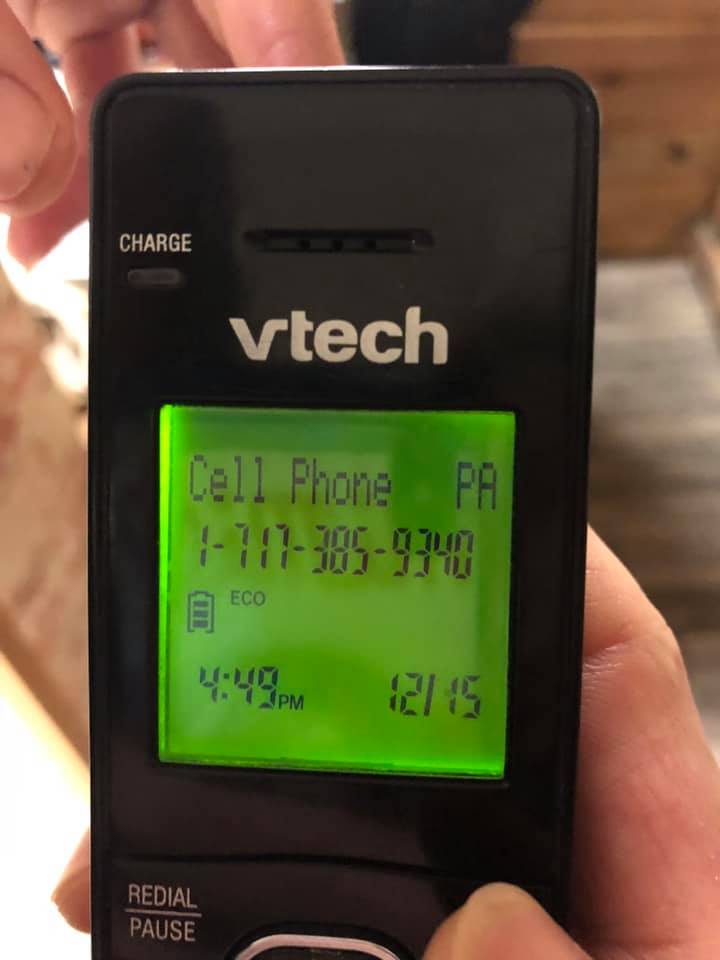 CHARGE
vtech
Cell Phone PA
1-717-385-9340
ECO
4:49PM 12/15
REDIAL
PAUSE